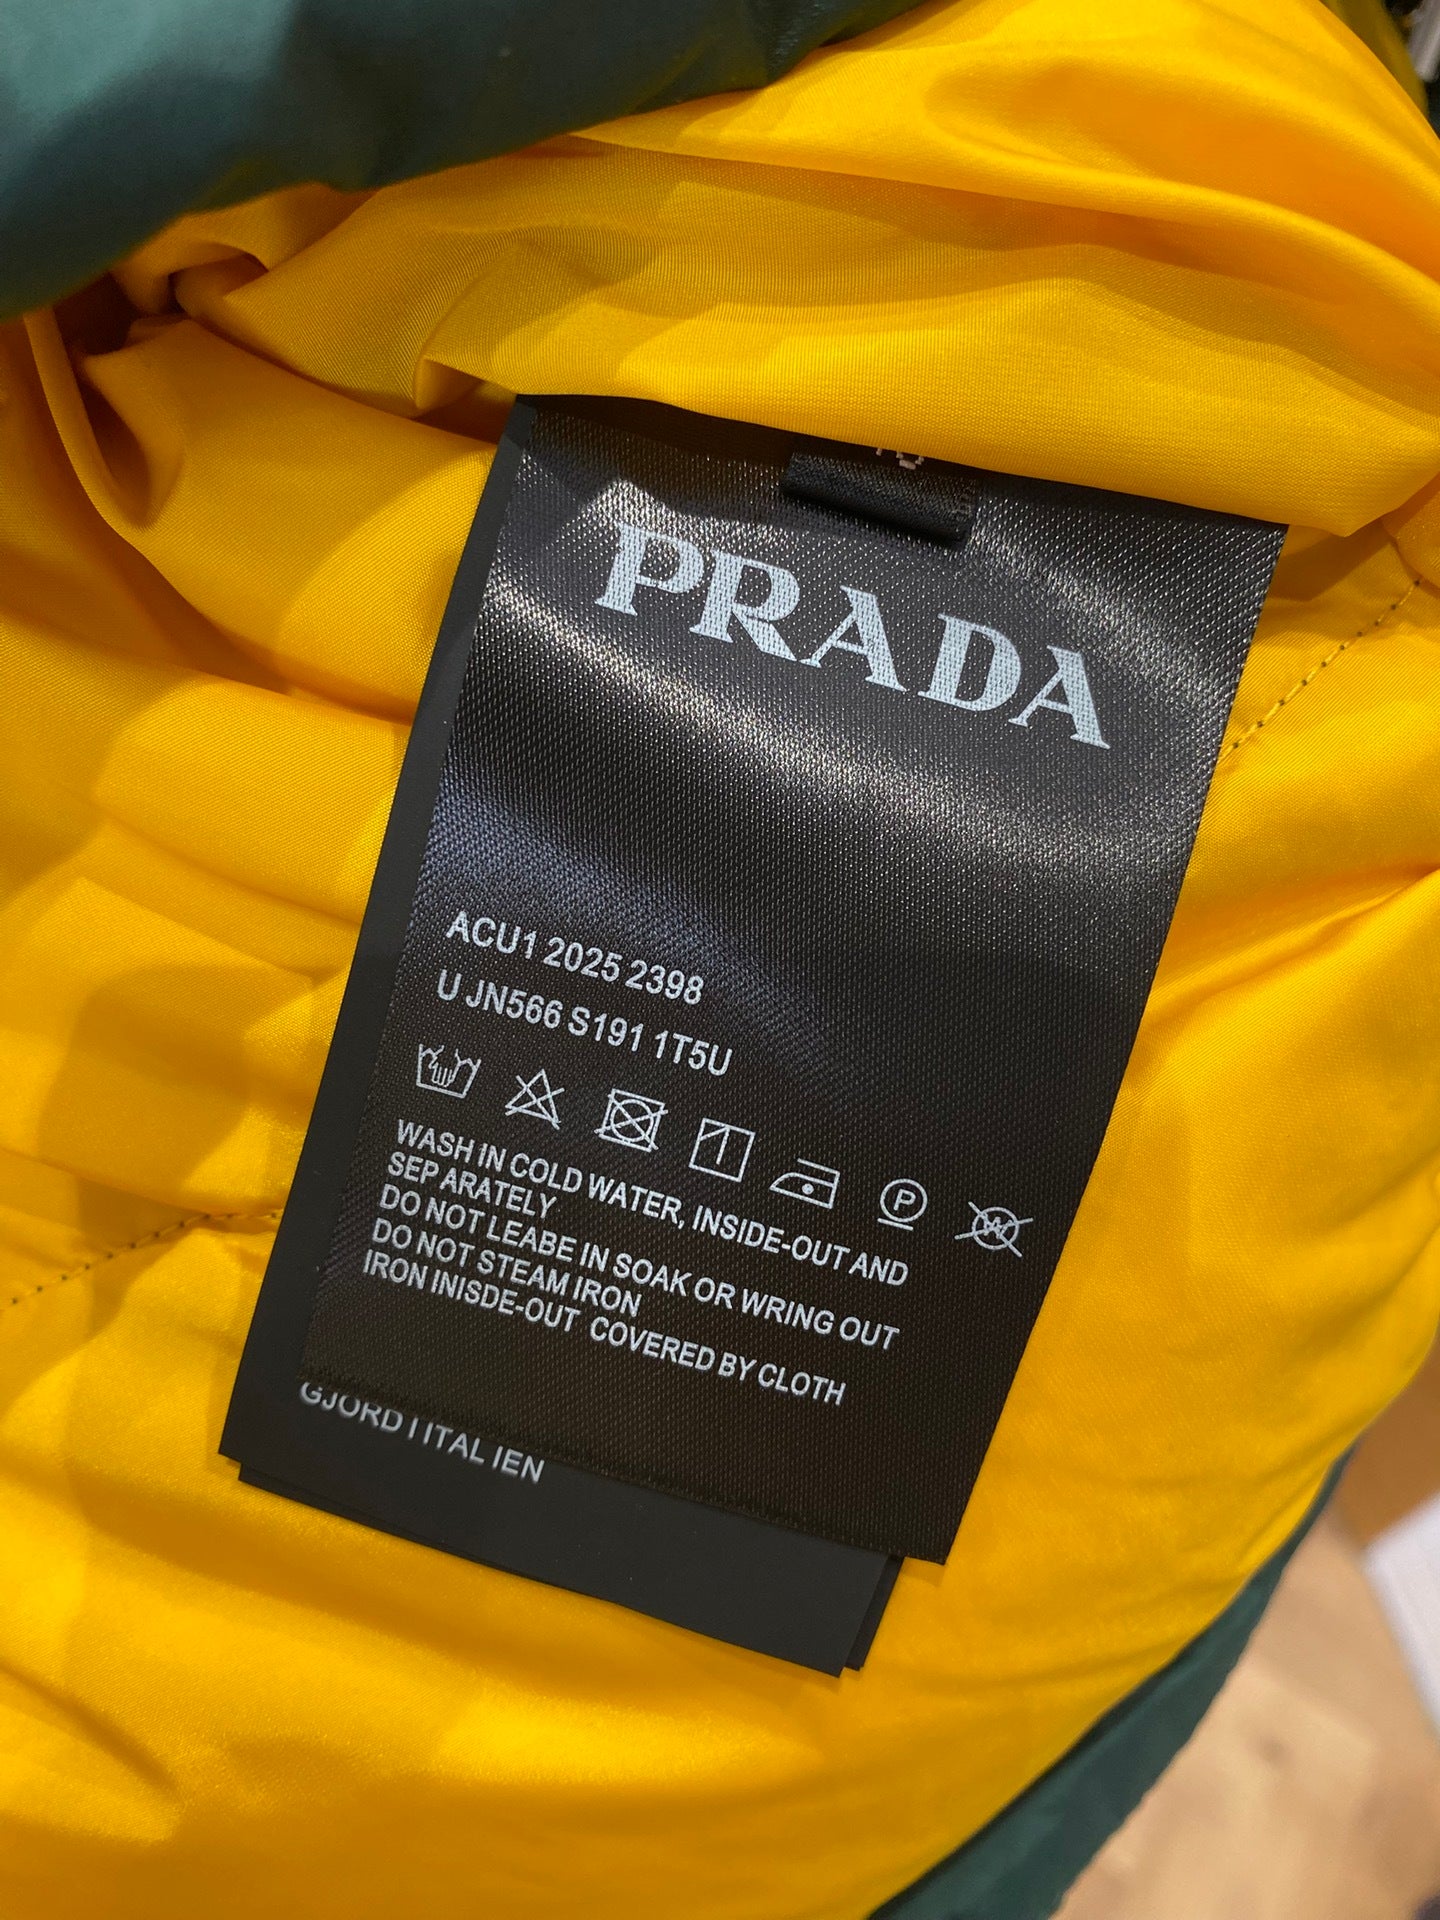 PRADA
ACU1 2025 2398
U JN566 S191 1T5U
WASH IN COLD WATER, INSIDE-OUT AND
SEP ARATELY
DO NOT LEABE IN SOAK OR WRING OUT
DO NOT STEAM IRON
IRON INISDE-OUT COVERED BY CLOTH
GJORD I ITAL IEN